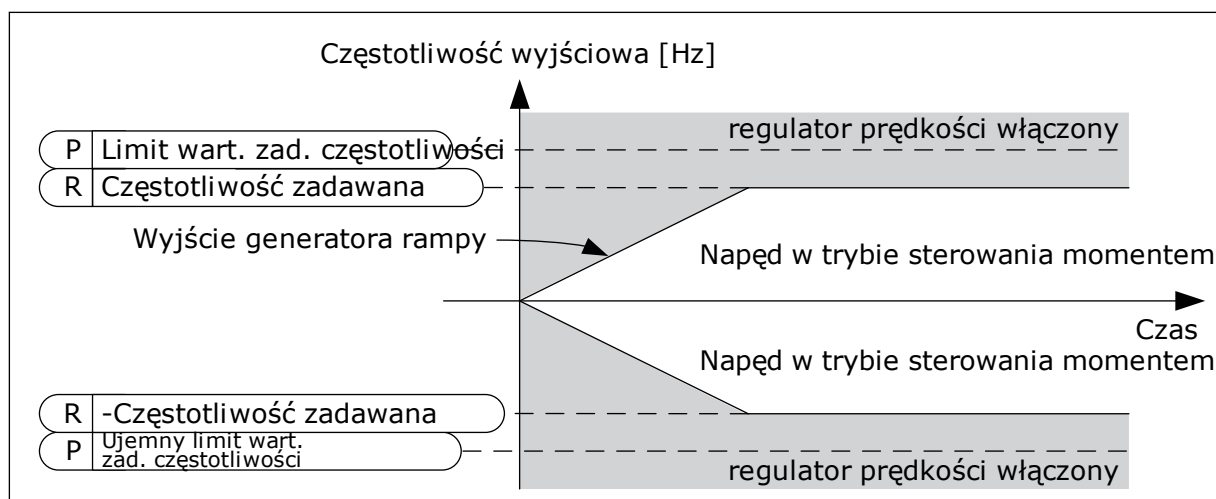 Częstotliwość wyjściowa [Hz]
regulator prędkości włączony
P Limit wart. zad. częstotliwości
R Częstotliwość zadawana
Wyjście generatora rampy
Napęd w trybie sterowania momentem
Czas
Napęd w trybie sterowania momentem
R -Częstotliwość zadawana
P Ujemny limit wart.
zad. częstotliwości
regulator prędkości włączony